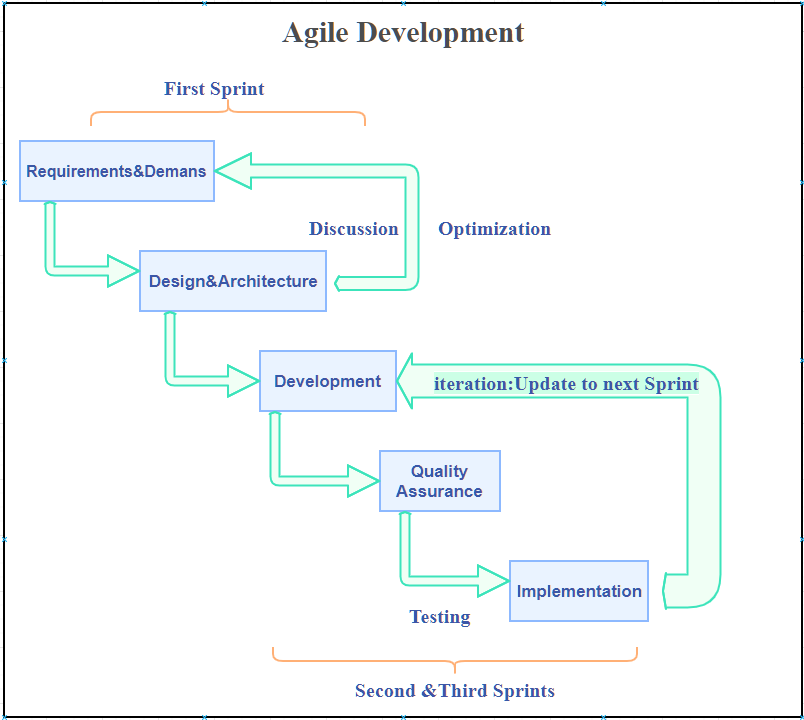 Agile Development
First Sprint
Requirements&Demans
Discussion
Optimization
Design&Architecture
Development
iteration:Update to next Sprint
Quality
Assurance
Implementation
Testing
Second &Third Sprints